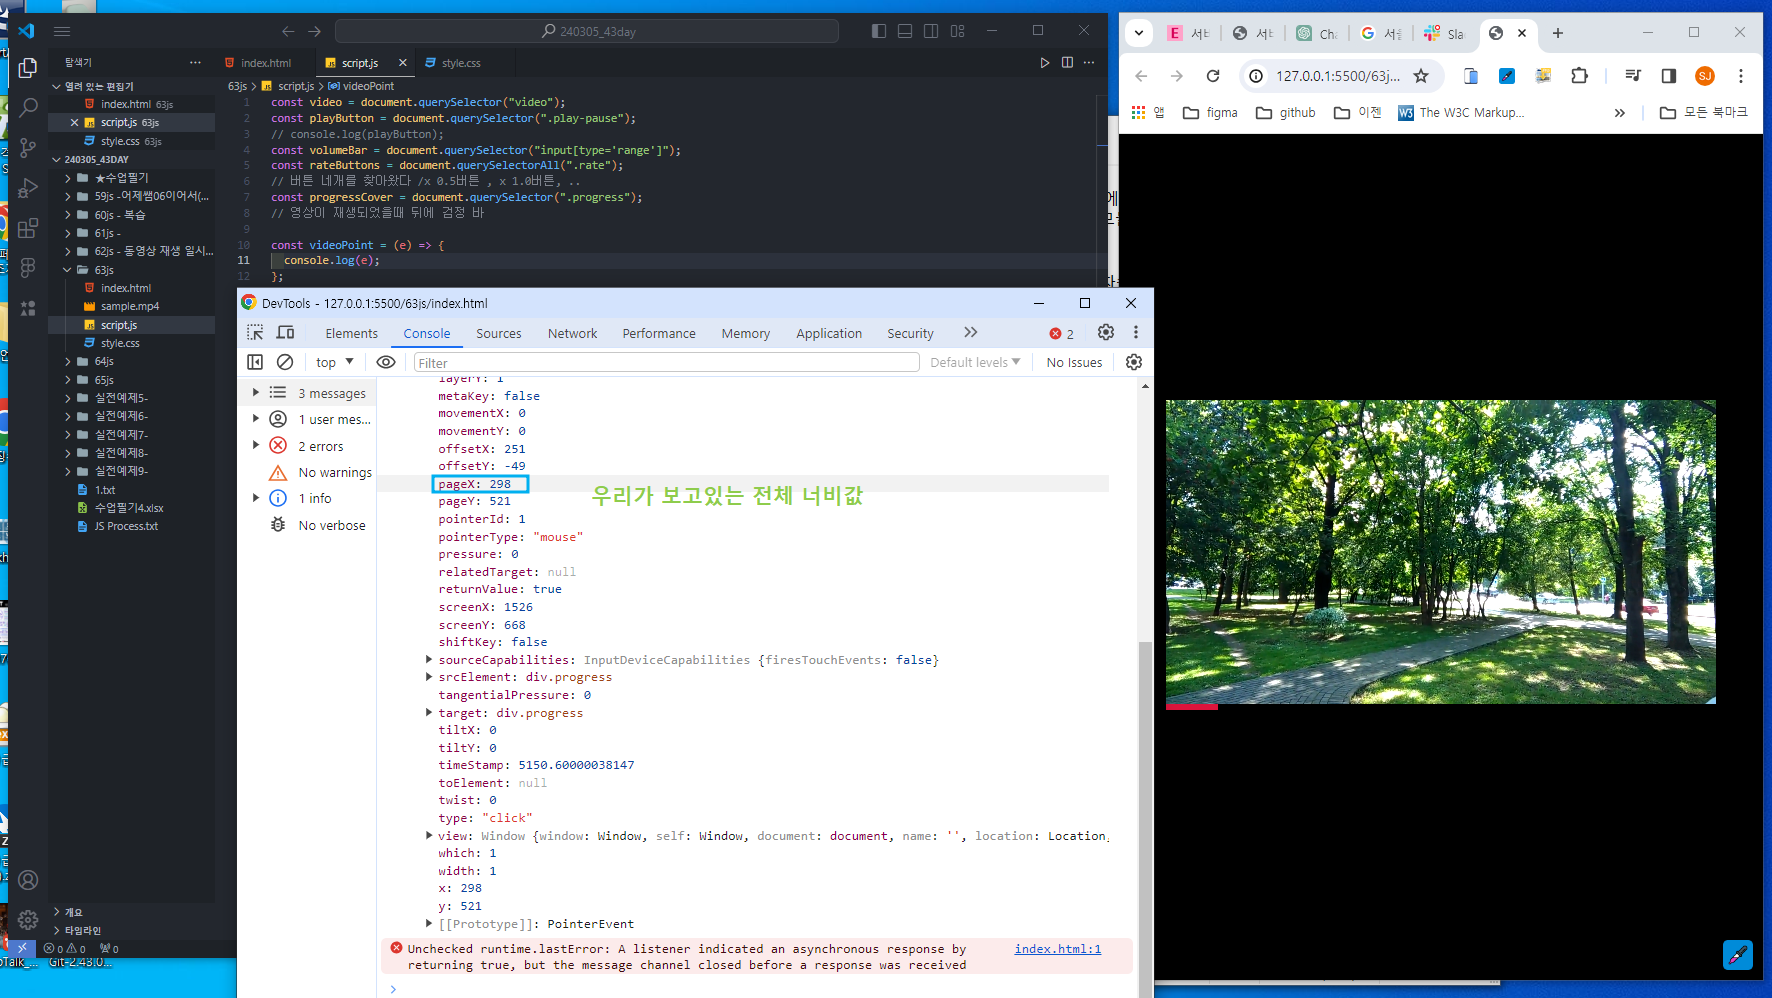 240305_43day
탐색기
열려 있는 편집기
index.html 63js
script.js 63js
style.css 63js
240305_43DAY
★수업필기
59js -어제쌤06이어서(...
60js - 복습
61js -
62js - 동영상 재생 일시...
63js
index.html
sample.mp4
script.js
style.css
64js
65js
실전예제5-
실전예제6-
실전예제7-
실전예제8-
실전예제9-
1.txt
수업필기4.xlsx
JS Process.txt
개요
타임라인
0 0 0
Git-2.43.0...
index.html
script.js
style.css
63js > script.js > videoPoint
1 const video = document.querySelector("video");
2 const playButton = document.querySelector(".play-pause");
3 // console.log(playButton);
4 const volumeBar = document.querySelector("input[type='range']");
5 const rateButtons = document.querySelectorAll(".rate");
6 // 버튼 네개를 찾아왔다 /x 0.5버튼 , x 1.0버튼, ..
7 const progressCover = document.querySelector(".progress");
8 // 영상이 재생되었을때 뒤에 검정 바
9
10 const videoPoint = (e) => {
11 console.log(e);
12 };
DevTools - 127.0.0.1:5500/63js/index.html
Elements Console Sources Network Performance Memory Application Security 2
top Filter Default levels No Issues
3 messages
1 user mes...
2 errors
No warnings
1 info
No verbose
layerY: 1
metaKey: false
movementX: 0
movementY: 0
offsetX: 251
offsetY: -49
pageX: 298
우리가 보고있는 전체 너비값
pageY: 521
pointerId: 1
pointerType: "mouse"
pressure: 0
relatedTarget: null
returnValue: true
screenX: 1526
screenY: 668
shiftKey: false
sourceCapabilities: InputDeviceCapabilities {firesTouchEvents: false}
srcElement: div.progress
tangentialPressure: 0
target: div.progress
tiltX: 0
tiltY: 0
timeStamp: 5150.60000038147
toElement: null
twist: 0
type: "click"
view: Window {window: Window, self: Window, document: document, name: '', location: Location,
which: 1
width: 1
x: 298
y: 521
[[Prototype]]: PointerEvent
Unchecked runtime.lastError: A listener indicated an asynchronous response by index.html:1
returning true, but the message channel closed before a response was received
E 서브 서브 Cha 서울 Sla
127.0.0.1:5500/63j... SJ
앱 figma github 이젠 The W3C Markup... 모든 북마크